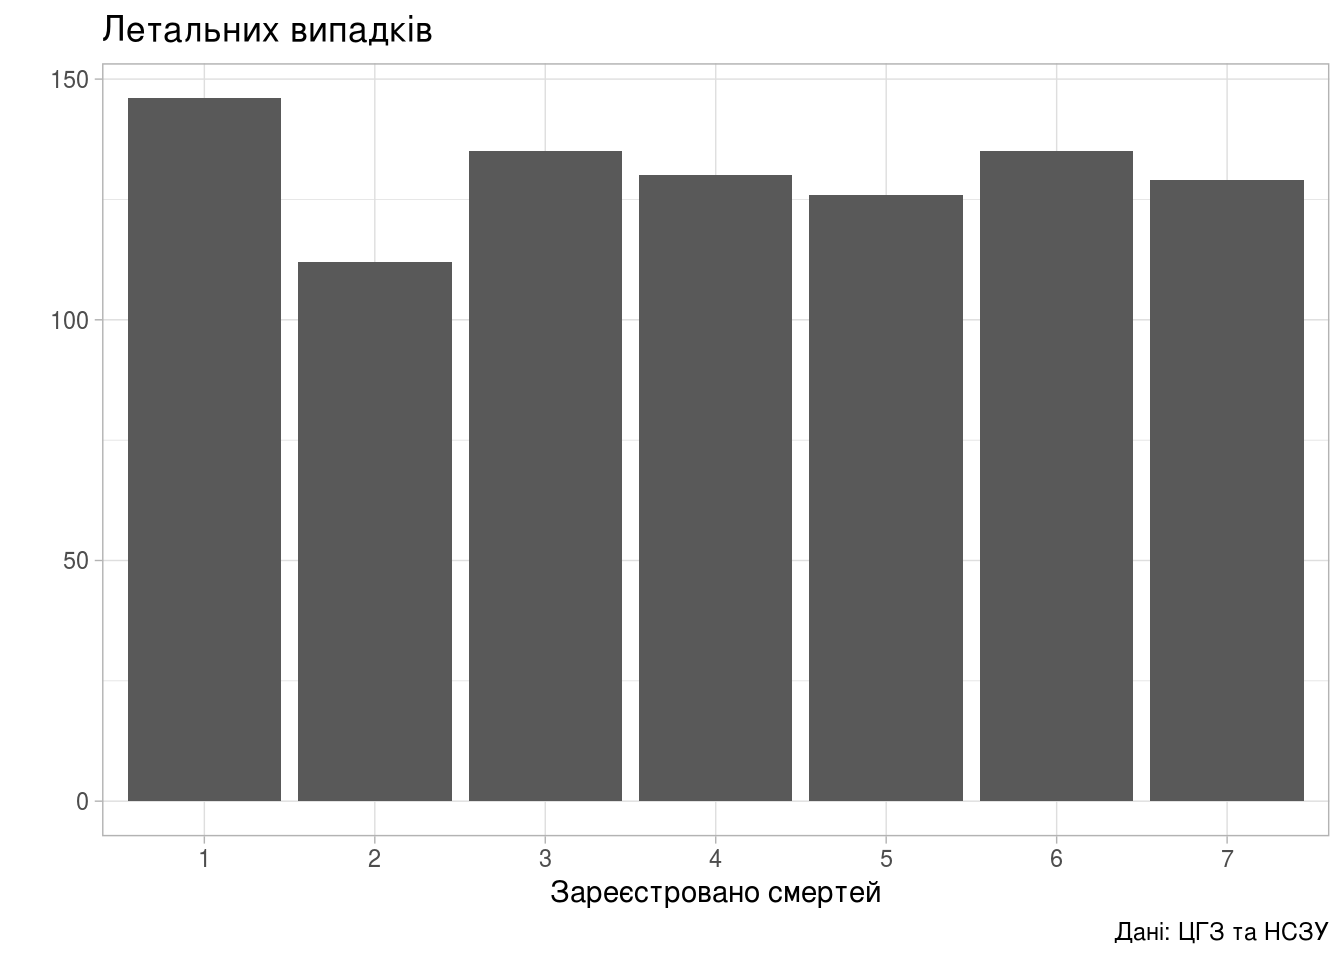 Летальних випадків
150
100
50
0
1 2 3 4 5 6 7
Зареєстровано смертей
Дані: ЦГЗ та НСЗУ